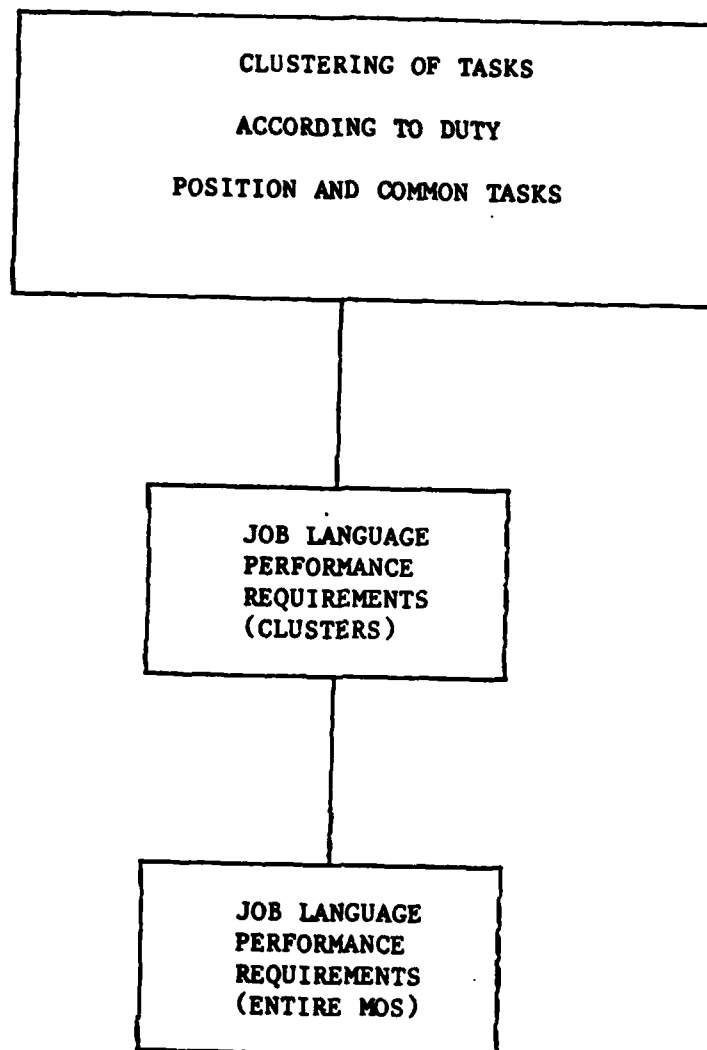 CLUSTERING OF TASKS
ACCORDING TO DUTY
POSITION AND COMMON TASKS
JOB LANGUAGE
PERFORMANCE
REQUIREMENTS
(CLUSTERS)
JOB LANGUAGE
PERFORMANCE
REQUIREMENTS
(ENTIRE MOS)